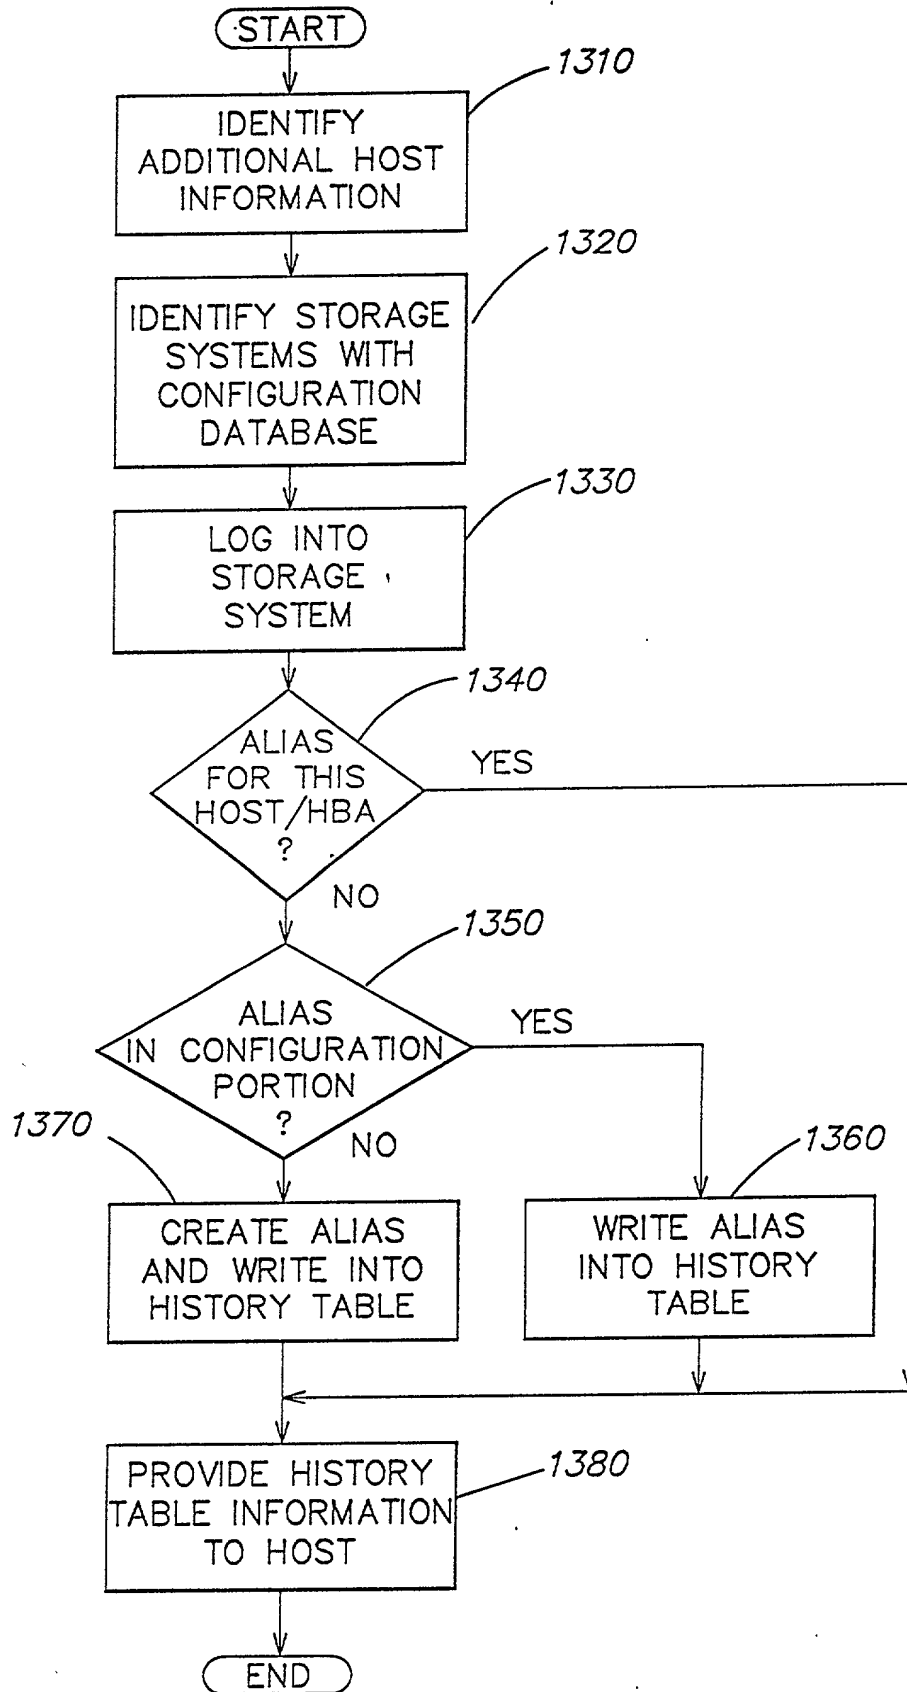 START
1310
IDENTIFY
ADDITIONAL HOST
INFORMATION
1320
IDENTIFY STORAGE
SYSTEMS WITH
CONFIGURATION
DATABASE
1330
LOG INTO
STORAGE
SYSTEM
1340
ALIAS
FOR THIS
HOST/HBA
?
YES
NO
1350
ALIAS
IN CONFIGURATION
PORTION
?
YES
NO
1370
CREATE ALIAS
AND WRITE INTO
HISTORY TABLE
1360
WRITE ALIAS
INTO HISTORY
TABLE
1380
PROVIDE HISTORY
TABLE INFORMATION
TO HOST
END